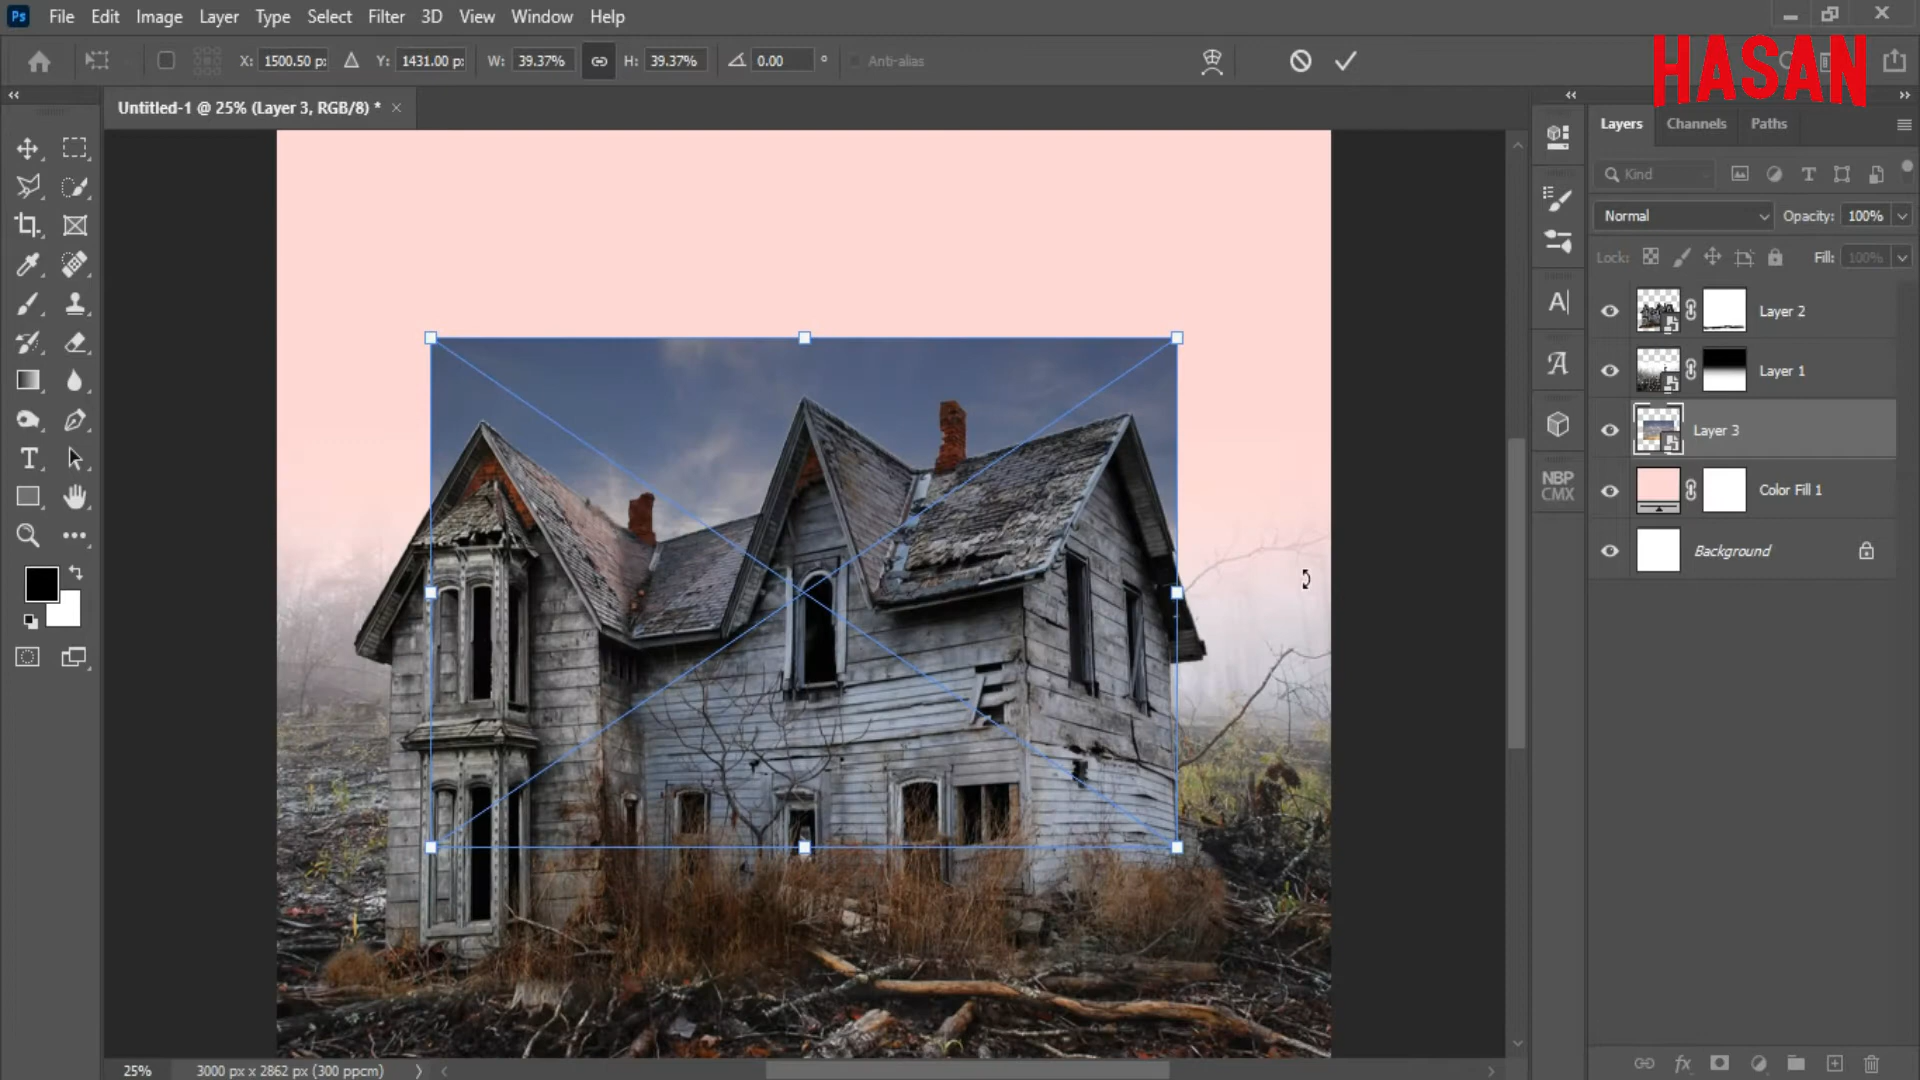 Ps File Edit Image Layer Type Select Filter 3D View Window Help
X: 1500.50 p: Y: 1431.00 p: W: 39.37% H: 39.37% 0.00 ° Anti-alias
HASAN
Untitled-1 @ 25% (Layer 3, RGB/8) * ×
Layers Channels Paths
Kind
Normal Opacity: 100%
Lock: Fill: 100%
Layer 2
Layer 1
Layer 3
Color Fill 1
Background
NBP
CMX
fx
25% 3000 px x 2862 px (300 ppcm)